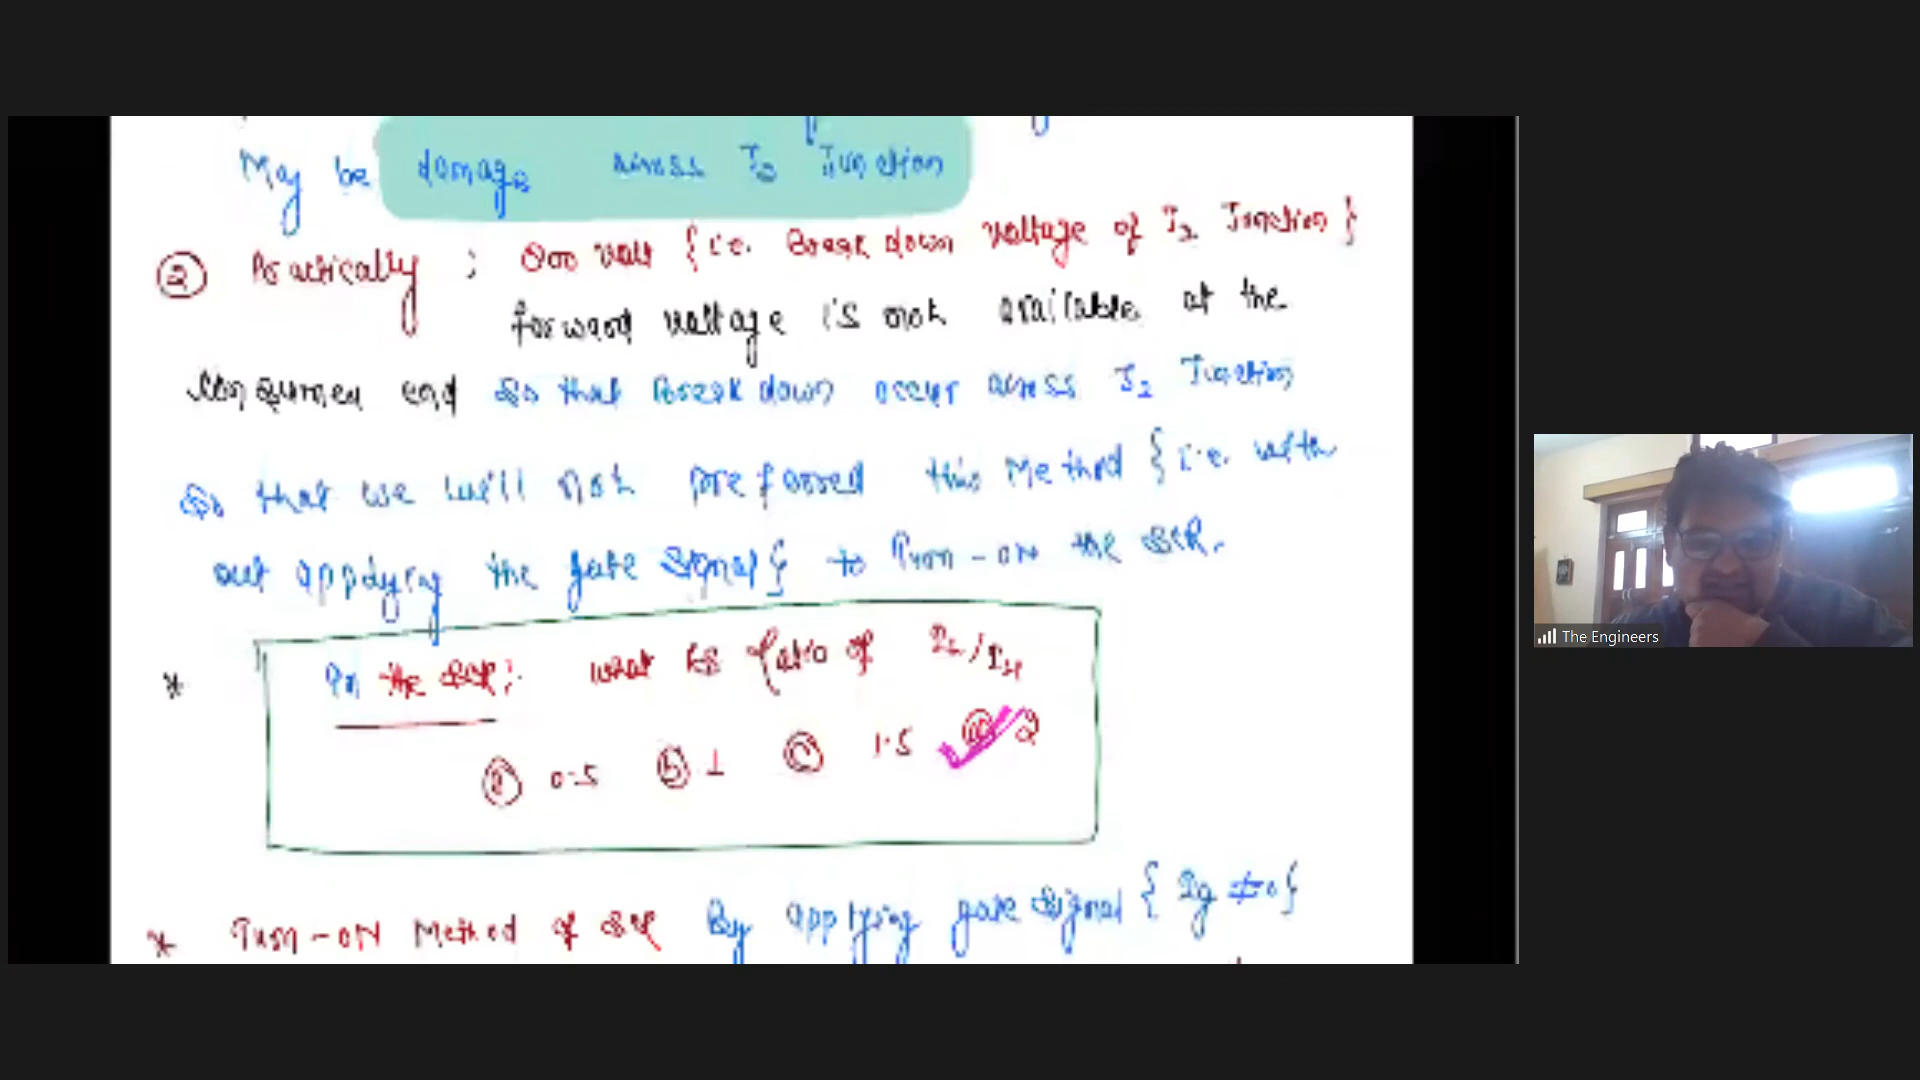 May be damage across J2 Junction
② Practically : 800 volt {i.e. Break down voltage of J2 Junction}
forward voltage is not available at the
Consumer end So that Break down occur across J2 Junction
So that we will not preferred this Method {i.e. with
out applying the gate signal} to Turn-on the SCR.
* In the SCR: what is Ratio of IL/IH
(a) 0.5 (b) 1 (c) 1.5 (d) 2
* Turn-ON Method of SCR By applying gate signal {Ig ≠ 0}
The Engineers